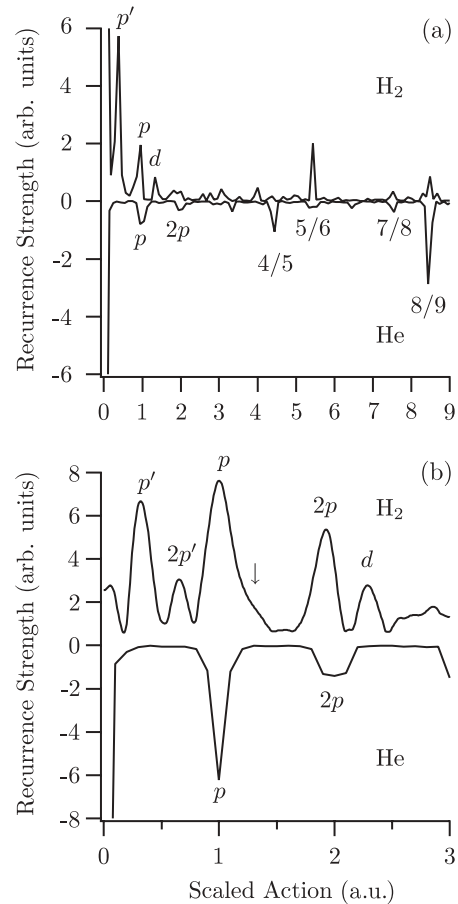 (a)
Recurrence Strength (arb. units)
6
4
2
0
-2
-4
-6
p′
p
d
H₂
p
2p
4/5
5/6
7/8
8/9
He
0 1 2 3 4 5 6 7 8 9
(b)
Recurrence Strength (arb. units)
8
6
4
2
0
-2
-4
-6
-8
p′
2p′
p
↓
2p
d
H₂
p
2p
He
0 1 2 3
Scaled Action (a.u.)